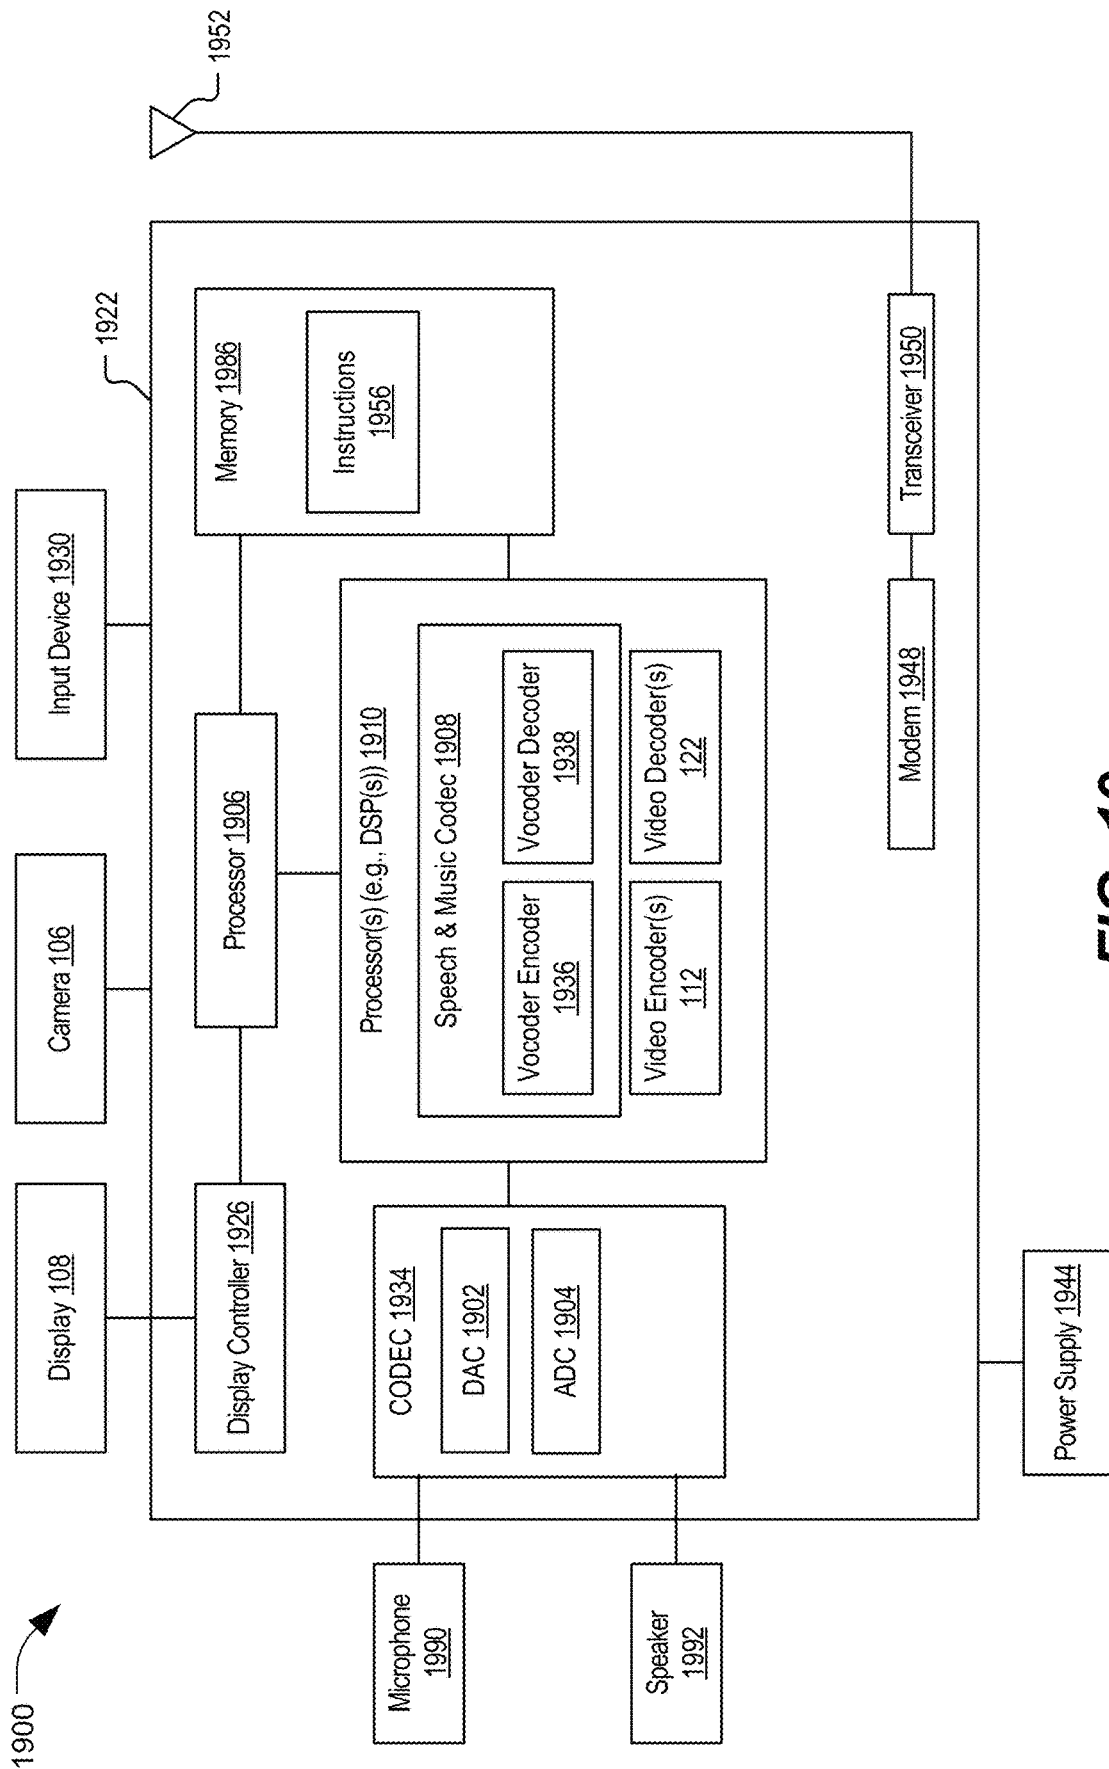 1900
Display 108
Camera 106
Input Device 1930
1922
1952
Display Controller 1926
Processor 1906
Memory 1986
Instructions
1956
Microphone
1990
Speaker
1992
CODEC 1934
DAC 1902
ADC 1904
Processor(s) (e.g., DSP(s)) 1910
Speech & Music Codec 1908
Vocoder Encoder
1936
Vocoder Decoder
1938
Video Encoder(s)
112
Video Decoder(s)
122
Modem 1948
Transceiver 1950
Power Supply 1944
FIG.